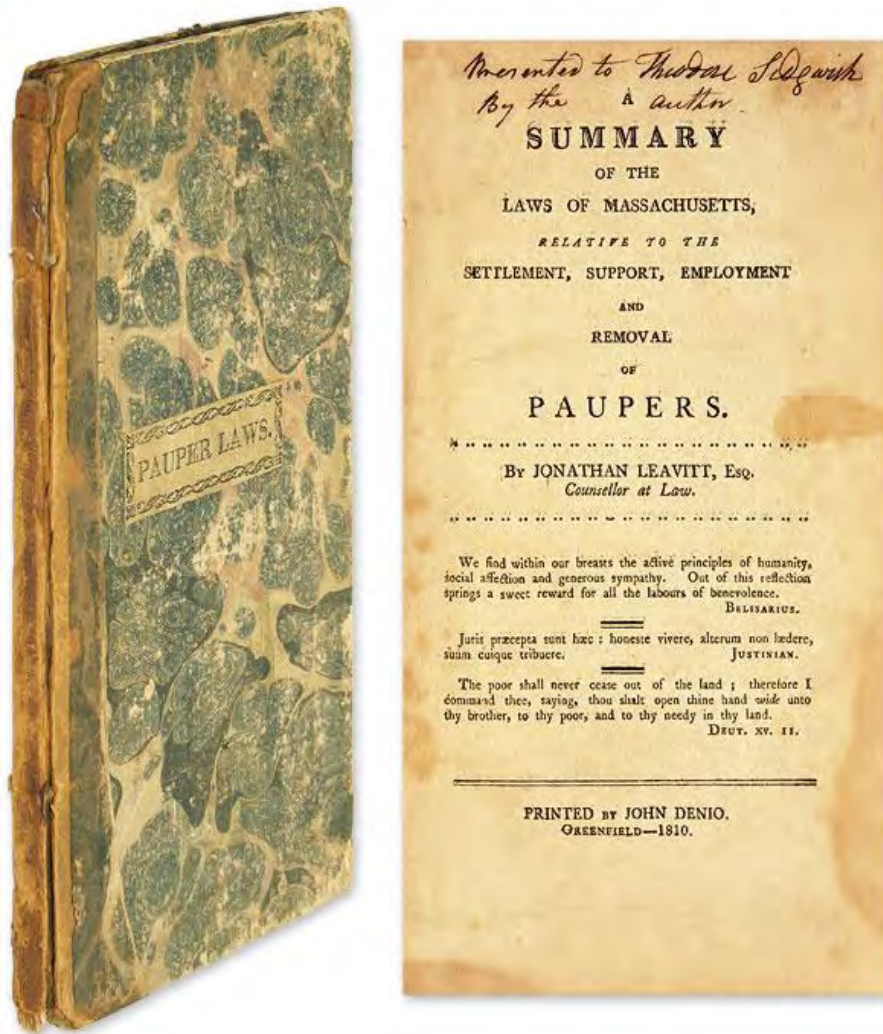 PAUPER LAWS.
Presented to Theodore Sedgwick
By the author
A
SUMMARY
OF THE
LAWS OF MASSACHUSETTS,
RELATIVE TO THE
SETTLEMENT, SUPPORT, EMPLOYMENT
AND
REMOVAL
OF
PAUPERS.
BY JONATHAN LEAVITT, ESQ.
Counsellor at Law.
We find within our breasts the active principles of humanity,
social affection and generous sympathy. Out of this reflection
springs a sweet reward for all the labours of benevolence.
BELISARIUS.
Juris præcepta sunt hæc : honeste vivere, alterum non lædere,
suum cuique tribuere. JUSTINIAN.
The poor shall never cease out of the land ; therefore I
command thee, saying, thou shalt open thine hand wide unto
thy brother, to thy poor, and to thy needy in thy land.
DEUT. XV. 11.
PRINTED BY JOHN DENIO.
GREENFIELD—1810.